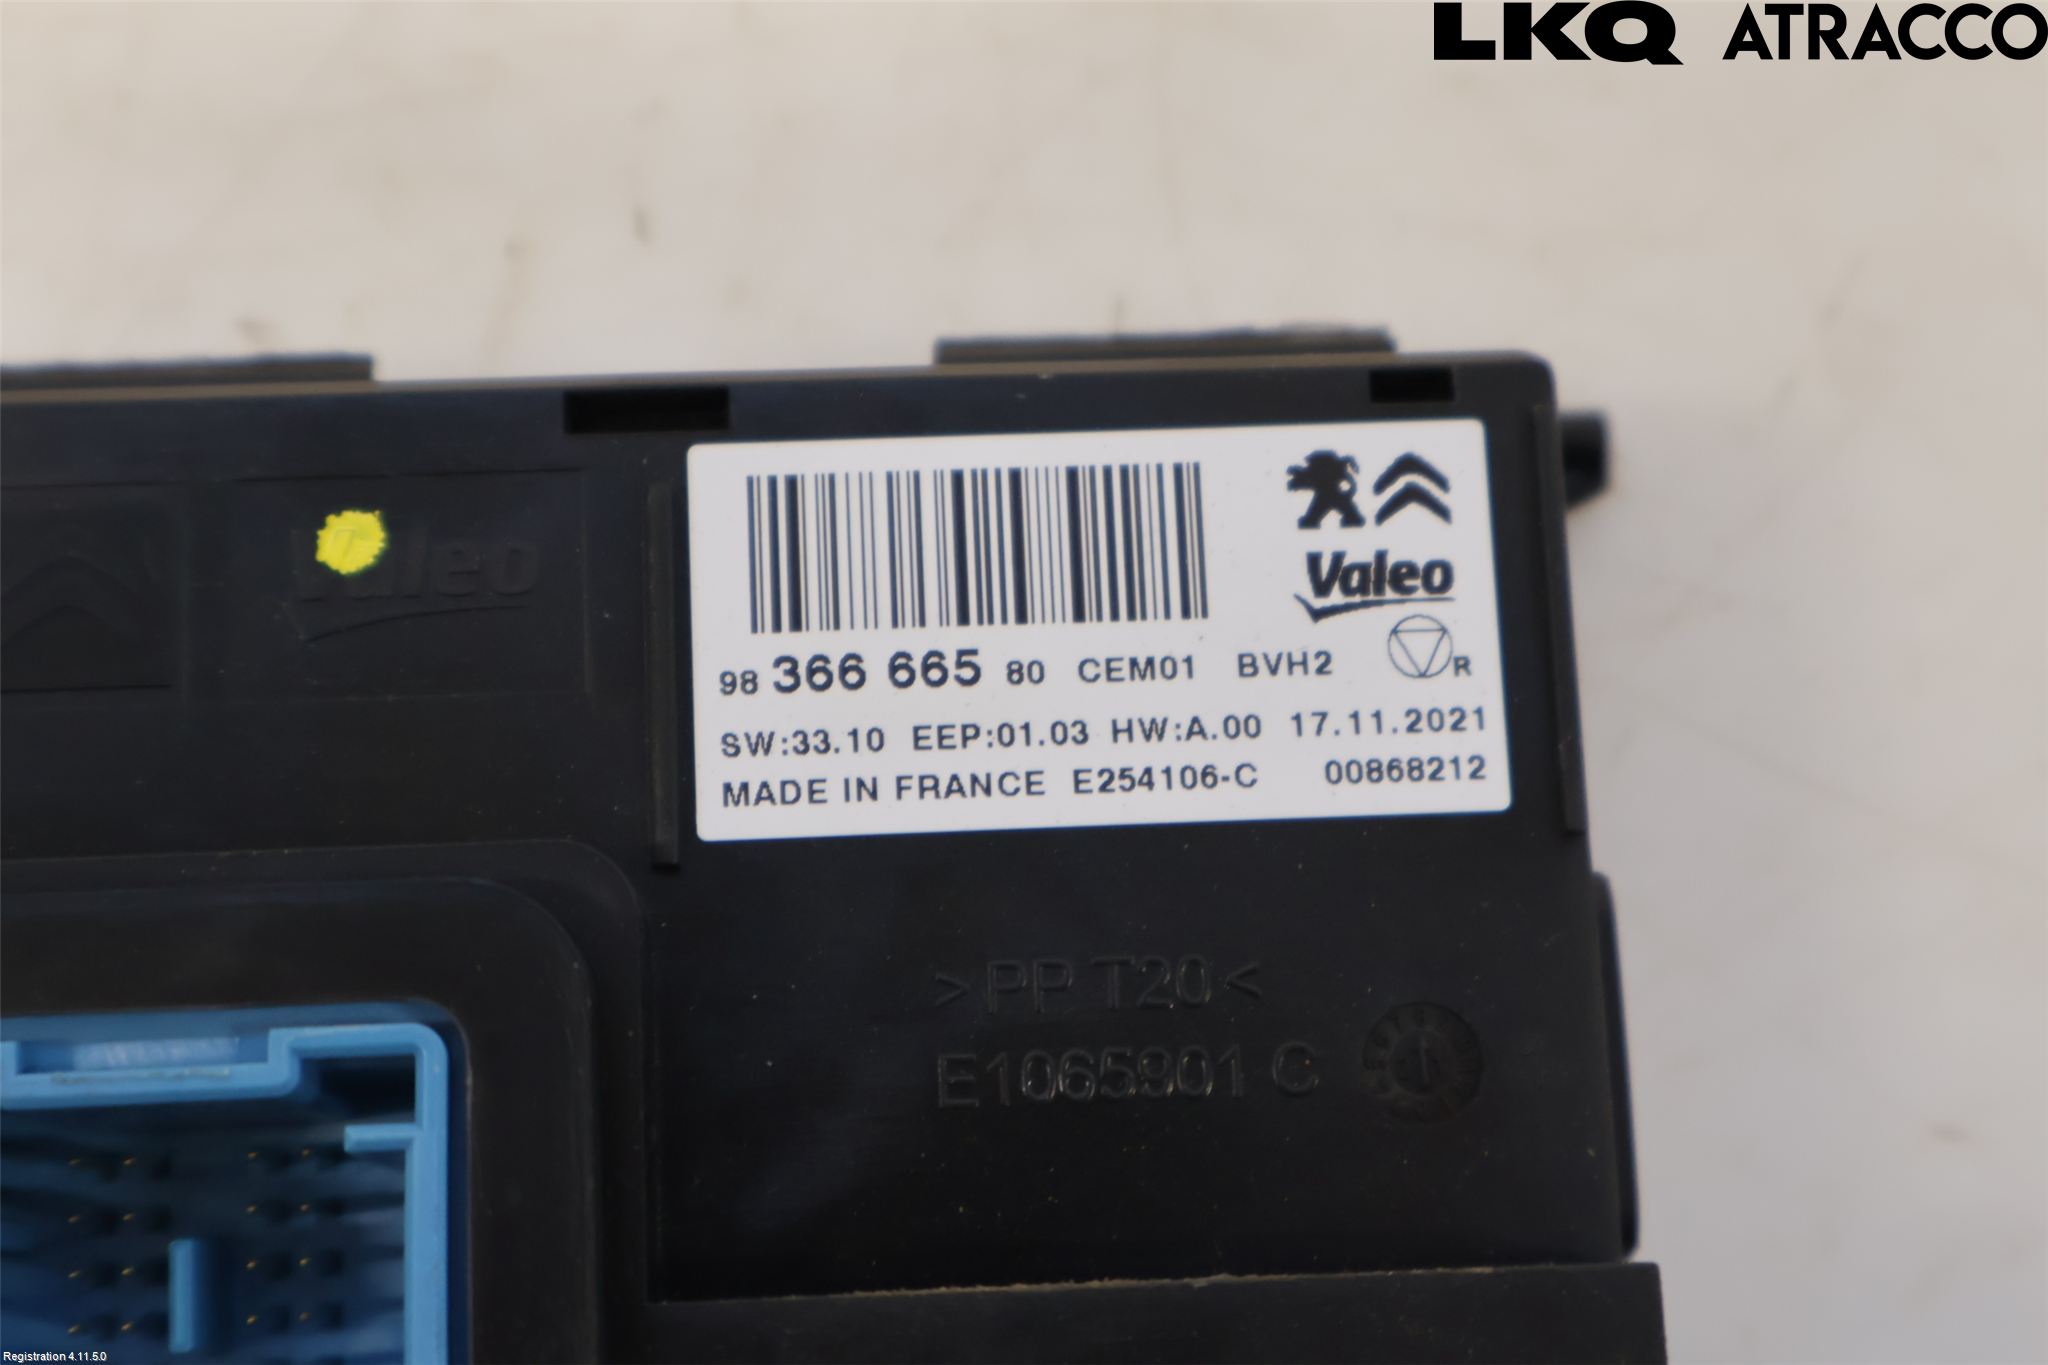 LKQ ATRACCO
Valeo
Valeo
98 366 665 80 CEM01 BVH2 R
SW:33.10 EEP:01.03 HW:A.00 17.11.2021
MADE IN FRANCE E254106-C 00868212
>PP T20<
E1065901 C
Registration 4.11.5.0